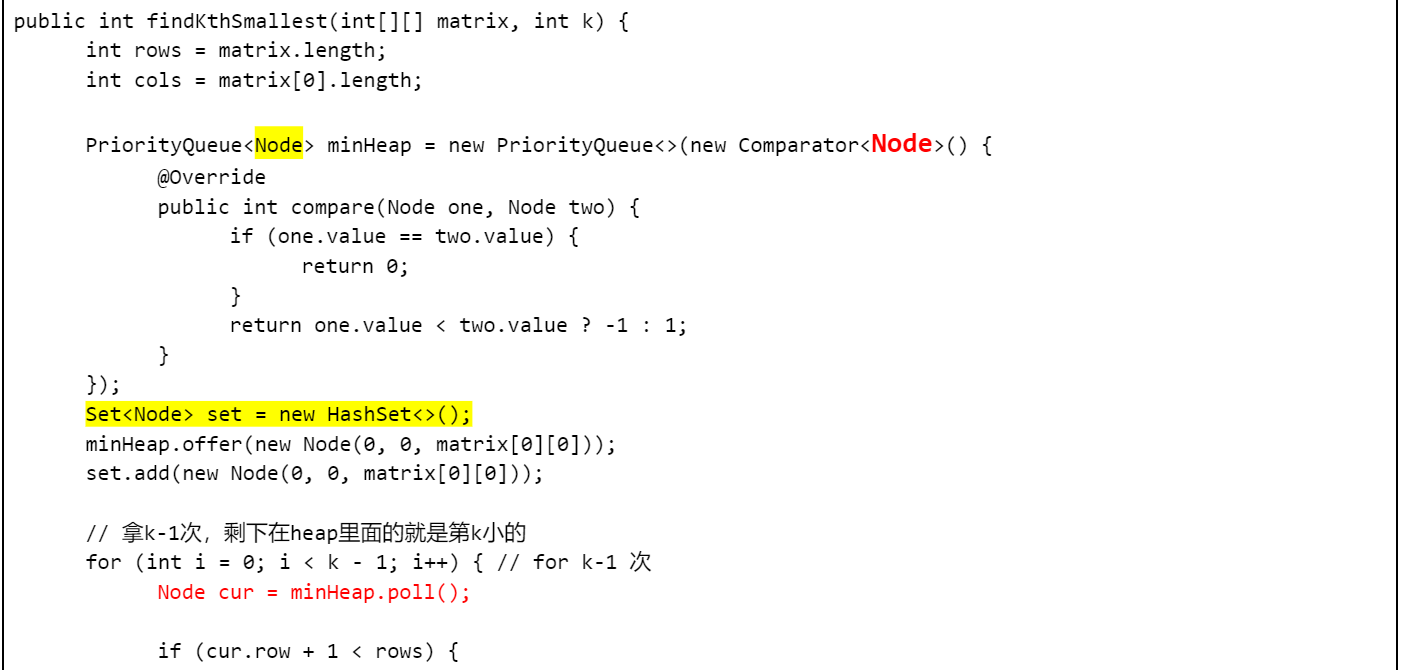 public int findKthSmallest(int[][] matrix, int k) {
      int rows = matrix.length;
      int cols = matrix[0].length;

      PriorityQueue<Node> minHeap = new PriorityQueue<>(new Comparator<Node>() {
            @Override
            public int compare(Node one, Node two) {
                  if (one.value == two.value) {
                        return 0;
                  }
                  return one.value < two.value ? -1 : 1;
            }
      });
      Set<Node> set = new HashSet<>();
      minHeap.offer(new Node(0, 0, matrix[0][0]));
      set.add(new Node(0, 0, matrix[0][0]));

      // 拿k-1次，剩下在heap里面的就是第k小的
      for (int i = 0; i < k - 1; i++) { // for k-1 次
            Node cur = minHeap.poll();

            if (cur.row + 1 < rows) {